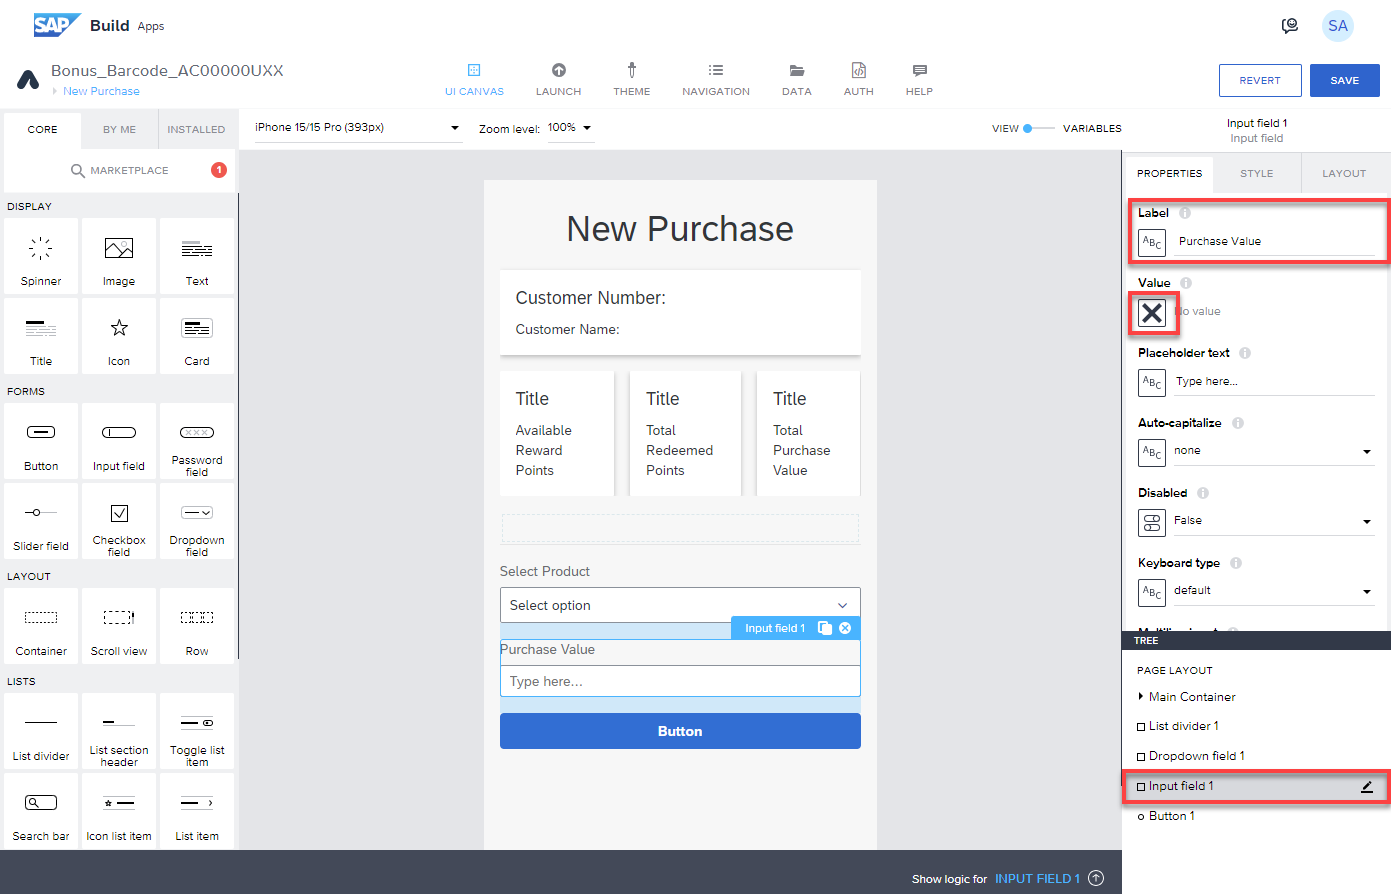 SAP Build Apps
SA
Bonus_Barcode_AC00000UXX
New Purchase
UI CANVAS
LAUNCH
THEME
NAVIGATION
DATA
AUTH
HELP
REVERT
SAVE
CORE
BY ME
INSTALLED
MARKETPLACE
1
iPhone 15/15 Pro (393px)
Zoom level: 100%
VIEW
VARIABLES
Input field 1
Input field
DISPLAY
Spinner
Image
Text
Title
Icon
Card
FORMS
Button
Input field
Password
field
Slider field
Checkbox
field
Dropdown
field
LAYOUT
Container
Scroll view
Row
LISTS
List divider
List section
header
Toggle list
item
Search bar
Icon list item
List item
New Purchase
Customer Number:
Customer Name:
Title
Available
Reward
Points
Title
Total
Redeemed
Points
Title
Total
Purchase
Value
Select Product
Select option
Input field 1
Purchase Value
Type here...
Button
PROPERTIES
STYLE
LAYOUT
Label
ABC
Purchase Value
Value
No value
Placeholder text
ABC
Type here...
Auto-capitalize
ABC
none
Disabled
False
Keyboard type
ABC
default
TREE
PAGE LAYOUT
Main Container
List divider 1
Dropdown field 1
Input field 1
Button 1
Show logic for INPUT FIELD 1